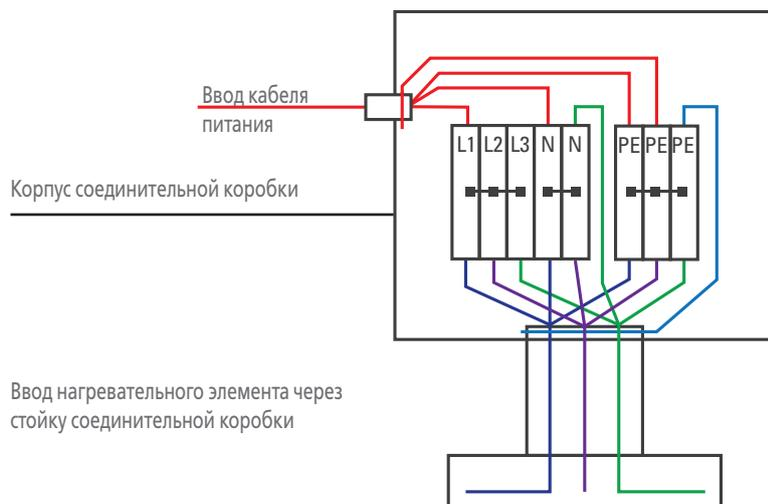 Ввод кабеля
питания
L1 L2 L3 N N PE PE PE
Корпус соединительной коробки
Ввод нагревательного элемента через
стойку соединительной коробки